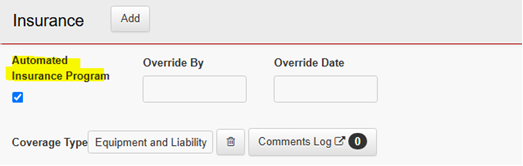 Insurance Add
Automated Override By Override Date
Insurance Program
Coverage Type Equipment and Liability Comments Log 0